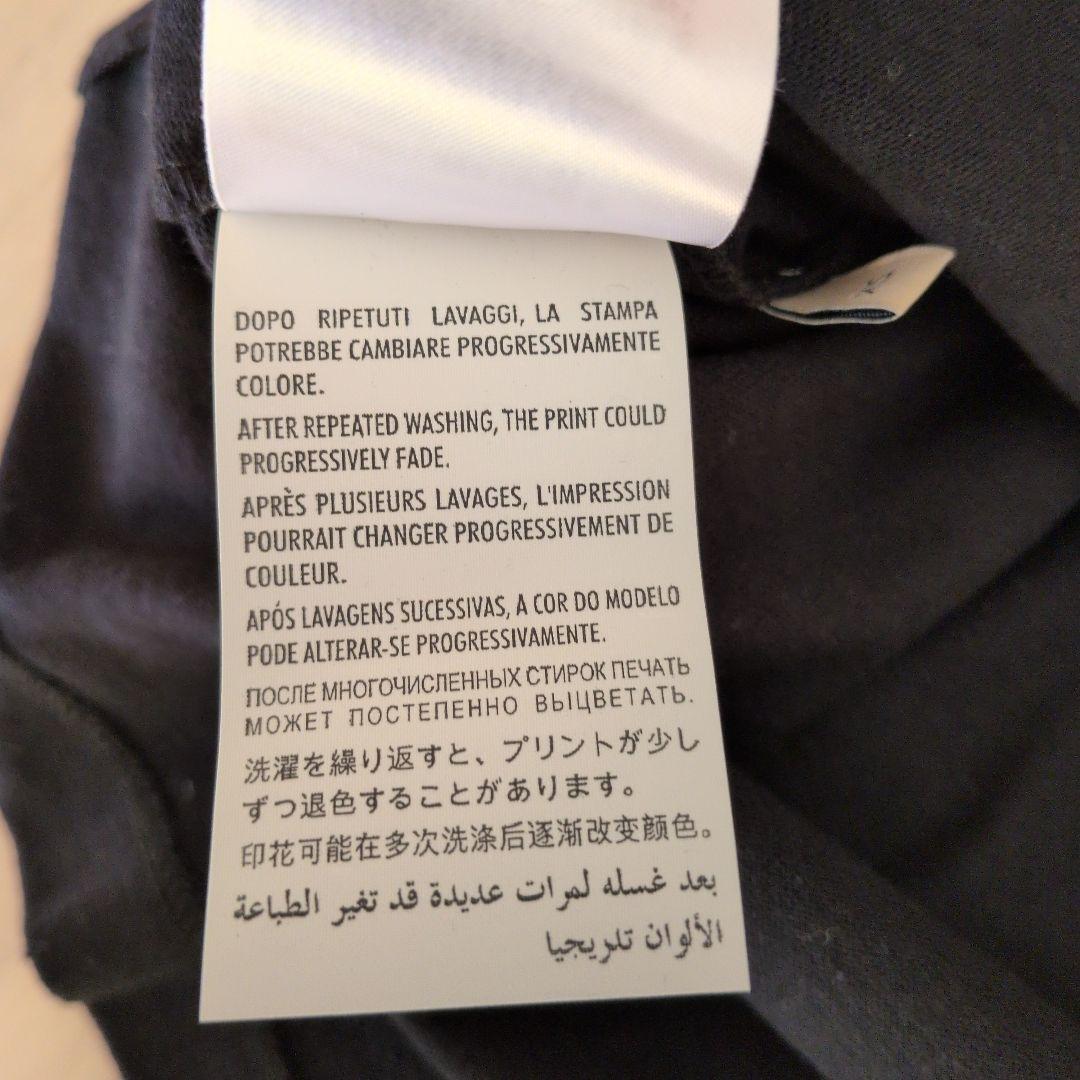 DOPO RIPETUTI LAVAGGI, LA STAMPA
POTREBBE CAMBIARE PROGRESSIVAMENTE
COLORE.
AFTER REPEATED WASHING, THE PRINT COULD
PROGRESSIVELY FADE.
APRÈS PLUSIEURS LAVAGES, L'IMPRESSION
POURRAIT CHANGER PROGRESSIVEMENT DE
COULEUR.
APÓS LAVAGENS SUCESSIVAS, A COR DO MODELO
PODE ALTERAR-SE PROGRESSIVAMENTE.
ПОСЛЕ МНОГОЧИСЛЕННЫХ СТИРОК ПЕЧАТЬ
МОЖЕТ ПОСТЕПЕННО ВЫЦВЕТАТЬ.
洗濯を繰り返すと、プリントが少し
ずつ退色することがあります。
印花可能在多次洗涤后逐渐改变颜色。
بعد غسله لمرات عديدة قد تغير الطباعة
الألوان تلريجيا